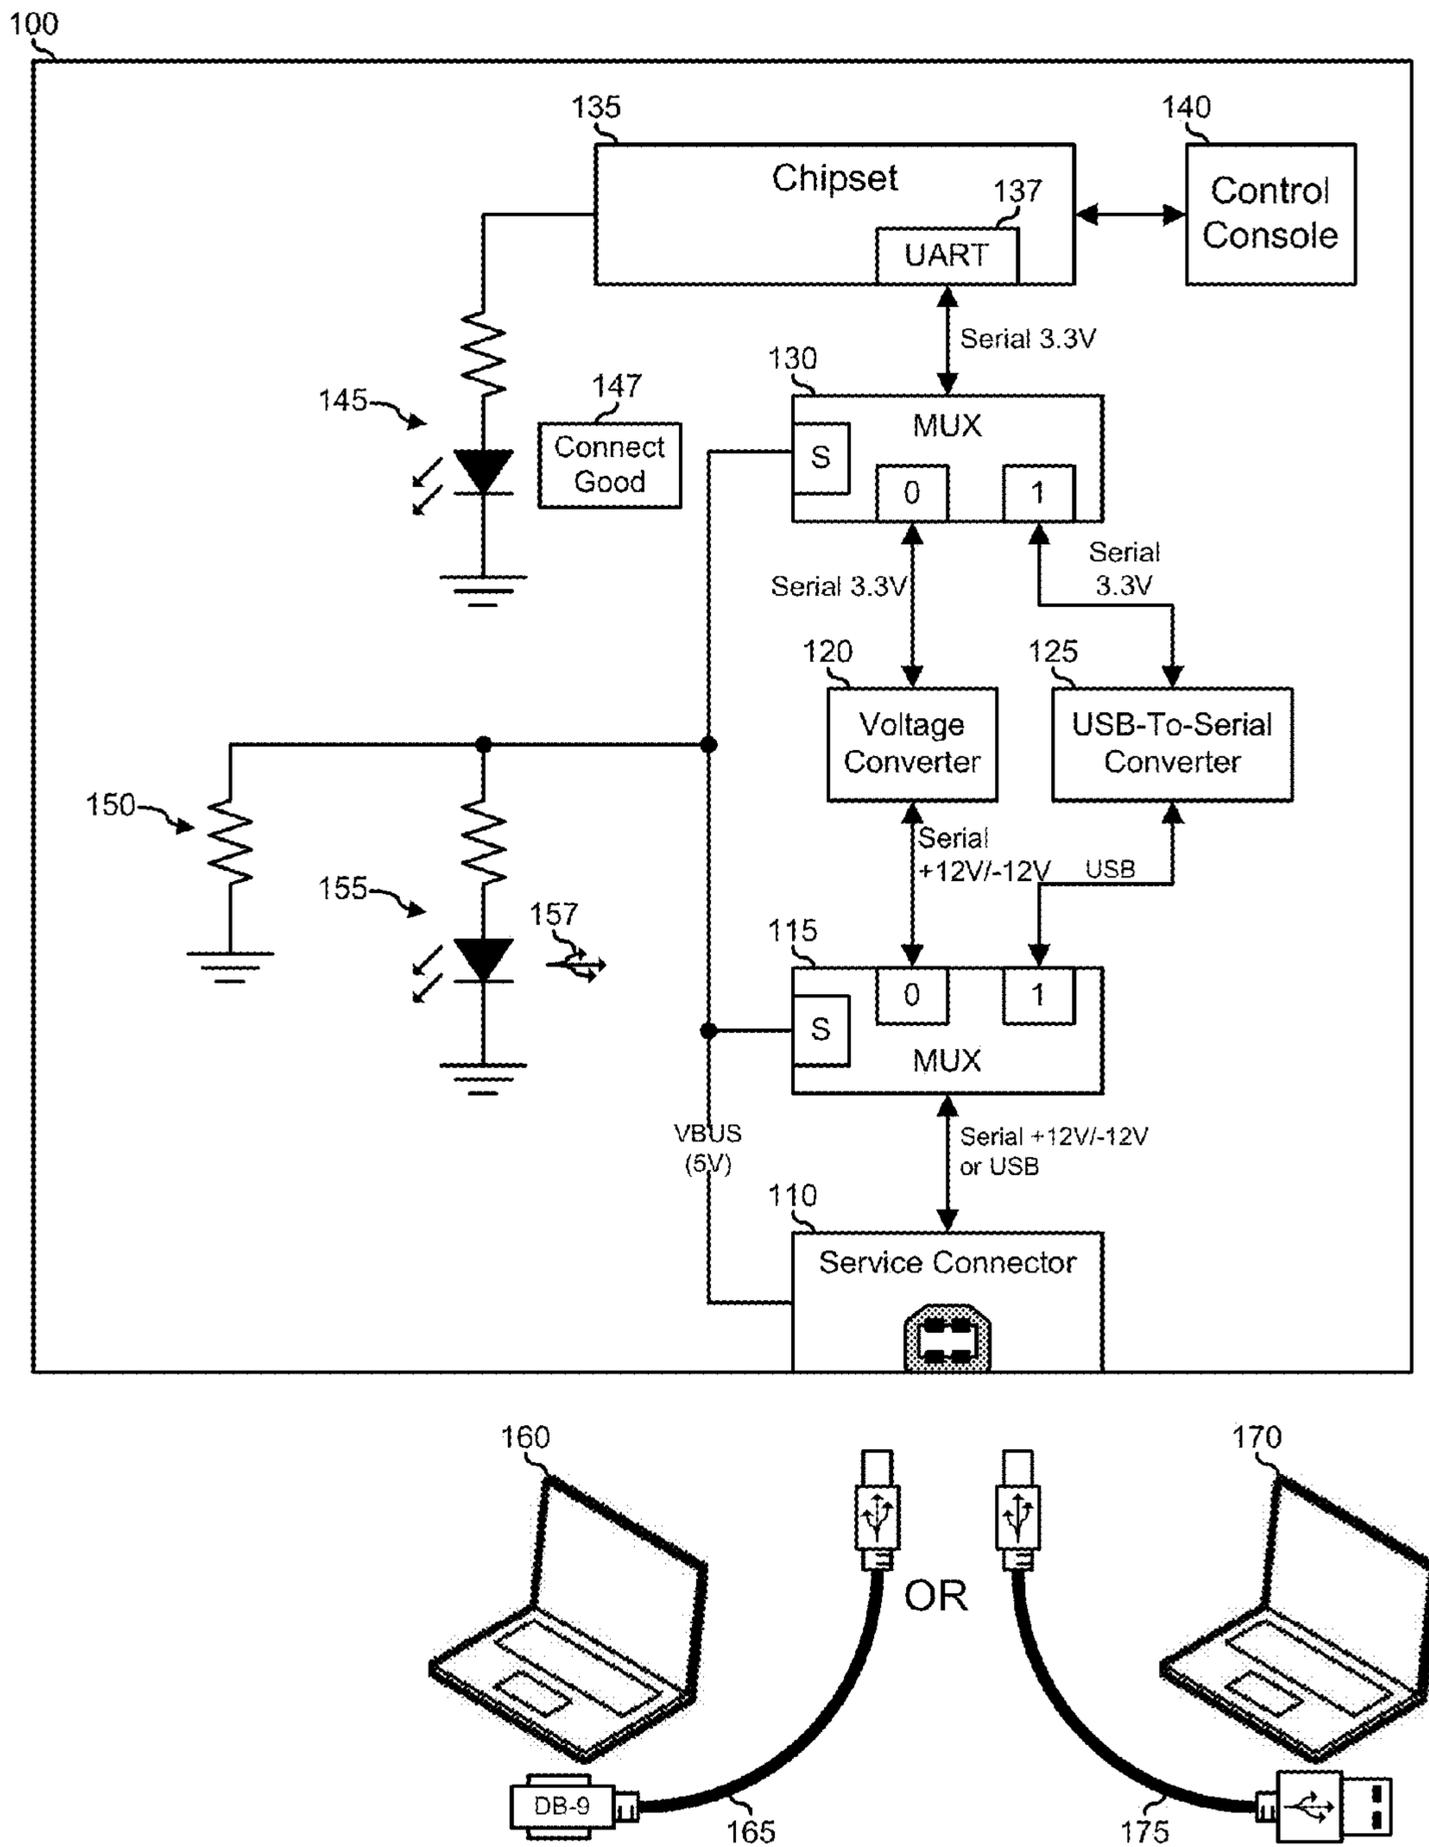 100
135
140
Chipset
137
UART
Control
Console
Serial 3.3V
130
MUX
S
0
1
145
147
Connect
Good
Serial 3.3V
Serial
3.3V
120
125
Voltage
Converter
USB-To-Serial
Converter
150
155
157
Serial
+12V/-12V
USB
115
0
1
S
MUX
VBUS
(5V)
Serial +12V/-12V
or USB
110
Service Connector
160
170
OR
DB-9
165
175